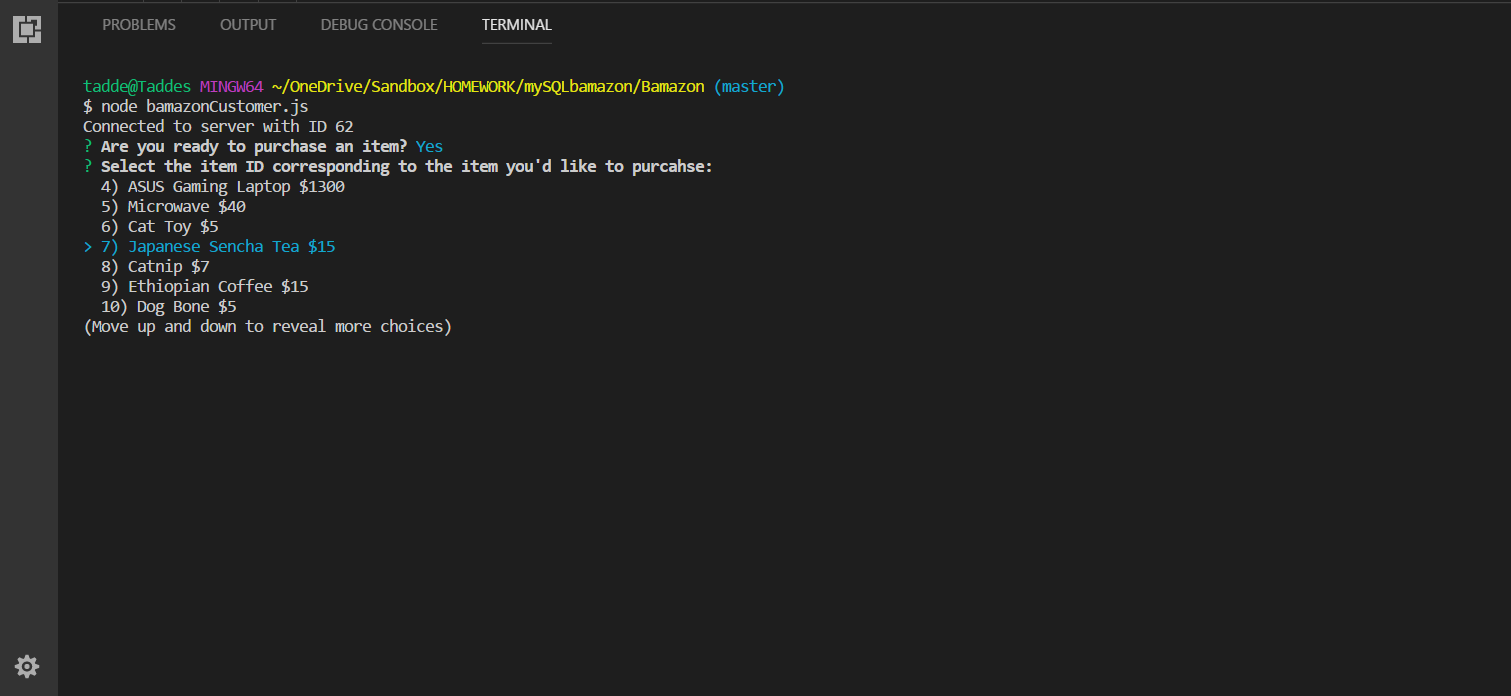 PROBLEMS OUTPUT DEBUG CONSOLE TERMINAL
tadde@Taddes MINGW64 ~/OneDrive/Sandbox/HOMEWORK/mySQLbamazon/Bamazon (master)
$ node bamazonCustomer.js
Connected to server with ID 62
? Are you ready to purchase an item? Yes
? Select the item ID corresponding to the item you'd like to purcahse:
4) ASUS Gaming Laptop $1300
5) Microwave $40
6) Cat Toy $5
> 7) Japanese Sencha Tea $15
8) Catnip $7
9) Ethiopian Coffee $15
10) Dog Bone $5
(Move up and down to reveal more choices)